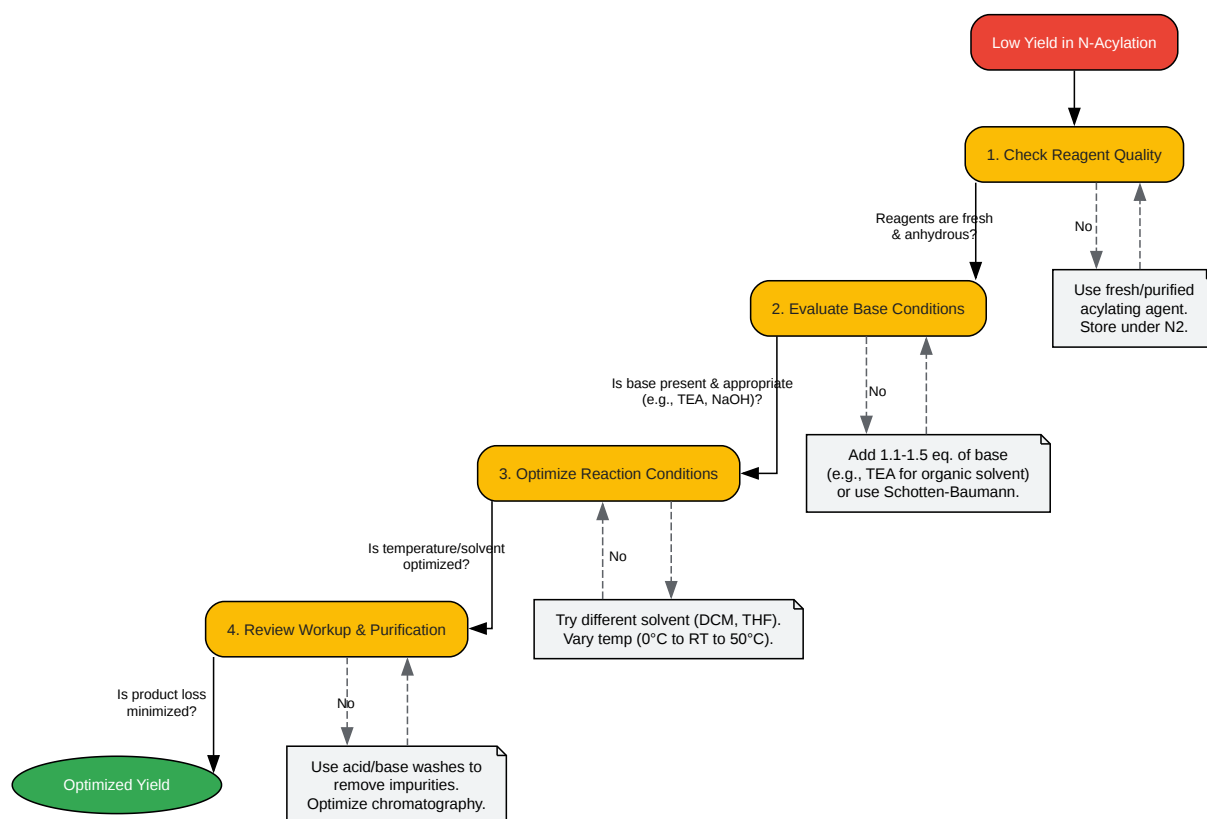 Low Yield in N-Acylation
1. Check Reagent Quality
Reagents are fresh
& anhydrous?
No
Use fresh/purified
acylating agent.
Store under N2.
2. Evaluate Base Conditions
Is base present & appropriate
(e.g., TEA, NaOH)?
No
Add 1.1-1.5 eq. of base
(e.g., TEA for organic solvent)
or use Schotten-Baumann.
3. Optimize Reaction Conditions
Is temperature/solvent
optimized?
No
Try different solvent (DCM, THF).
Vary temp (0°C to RT to 50°C).
4. Review Workup & Purification
Is product loss
minimized?
No
Use acid/base washes to
remove impurities.
Optimize chromatography.
Optimized Yield